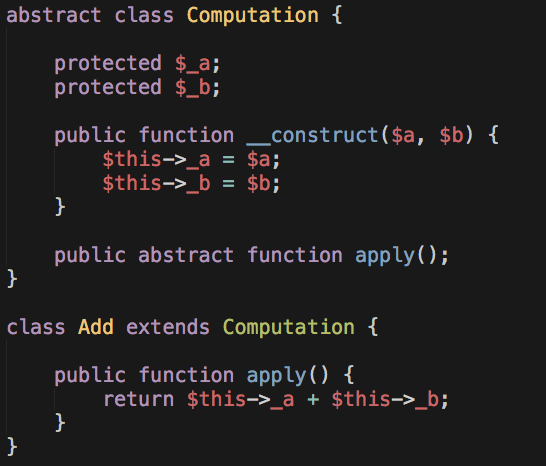 abstract class Computation {
protected $_a;
protected $_b;
public function __construct($a, $b) {
$this->_a = $a;
$this->_b = $b;
}
public abstract function apply();
}
class Add extends Computation {
public function apply() {
return $this->_a + $this->_b;
}
}